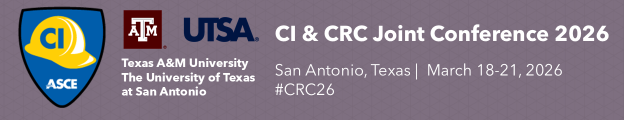 CI
ASCE
ATM
UTSA
Texas A&M University
The University of Texas
at San Antonio
CI & CRC Joint Conference 2026
San Antonio, Texas | March 18-21, 2026
#CRC26